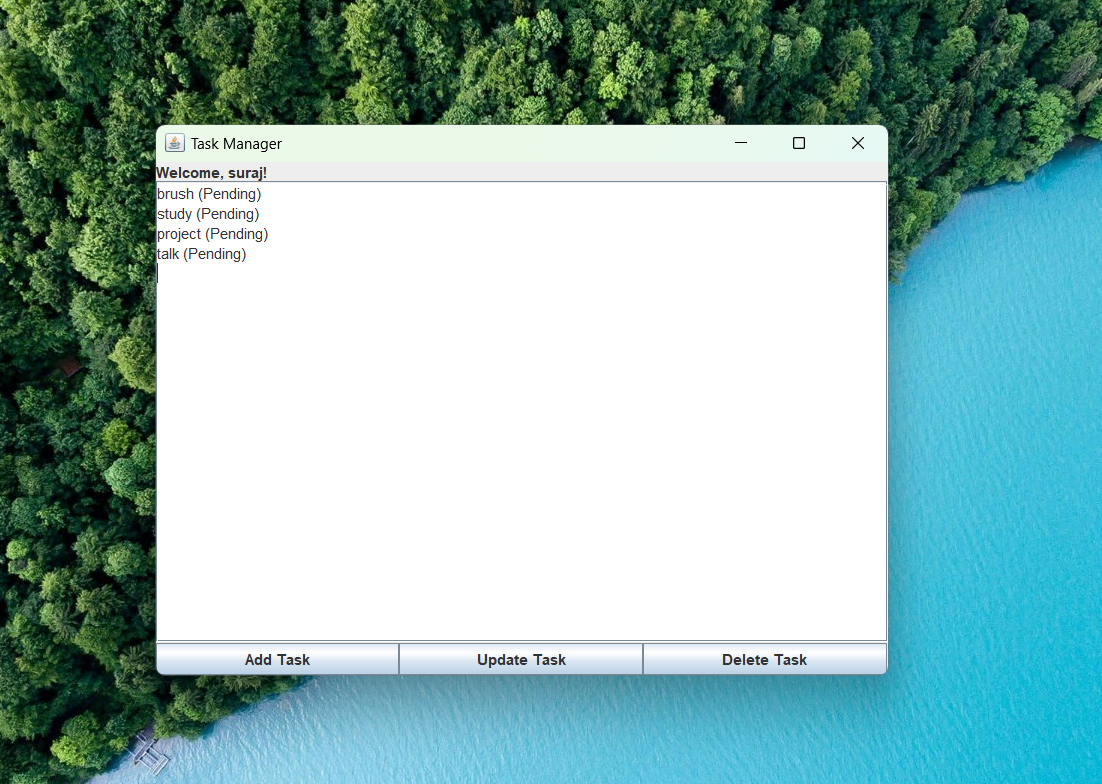 Task Manager
Welcome, suraj!
brush (Pending)
study (Pending)
project (Pending)
talk (Pending)
Add Task Update Task Delete Task